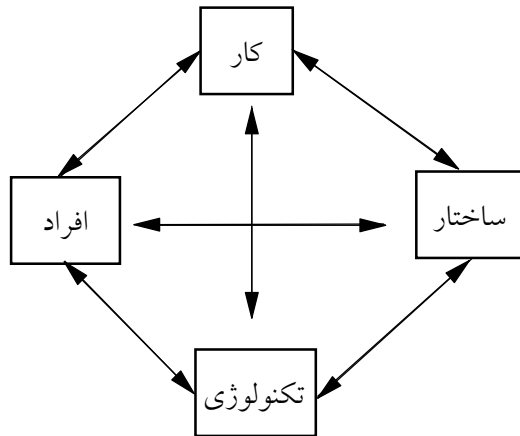 کار
ساختار
افراد
تکنولوژی